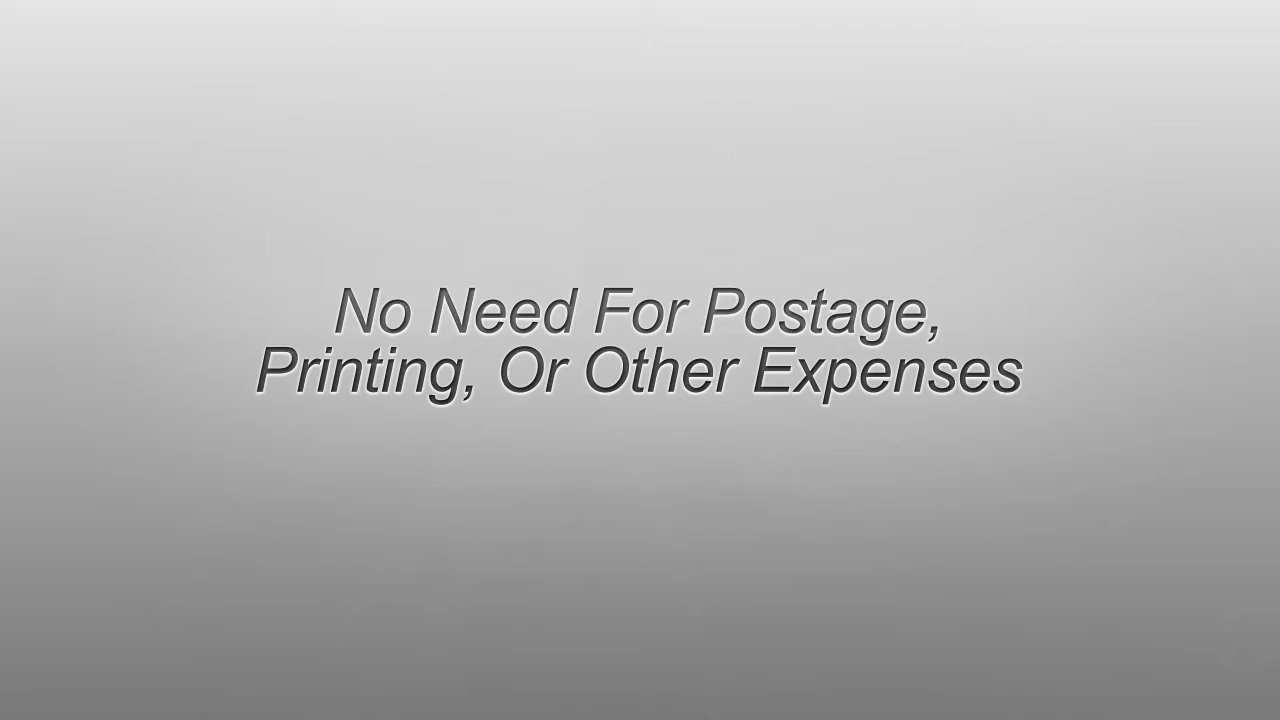 No Need For Postage,
Printing, Or Other Expenses